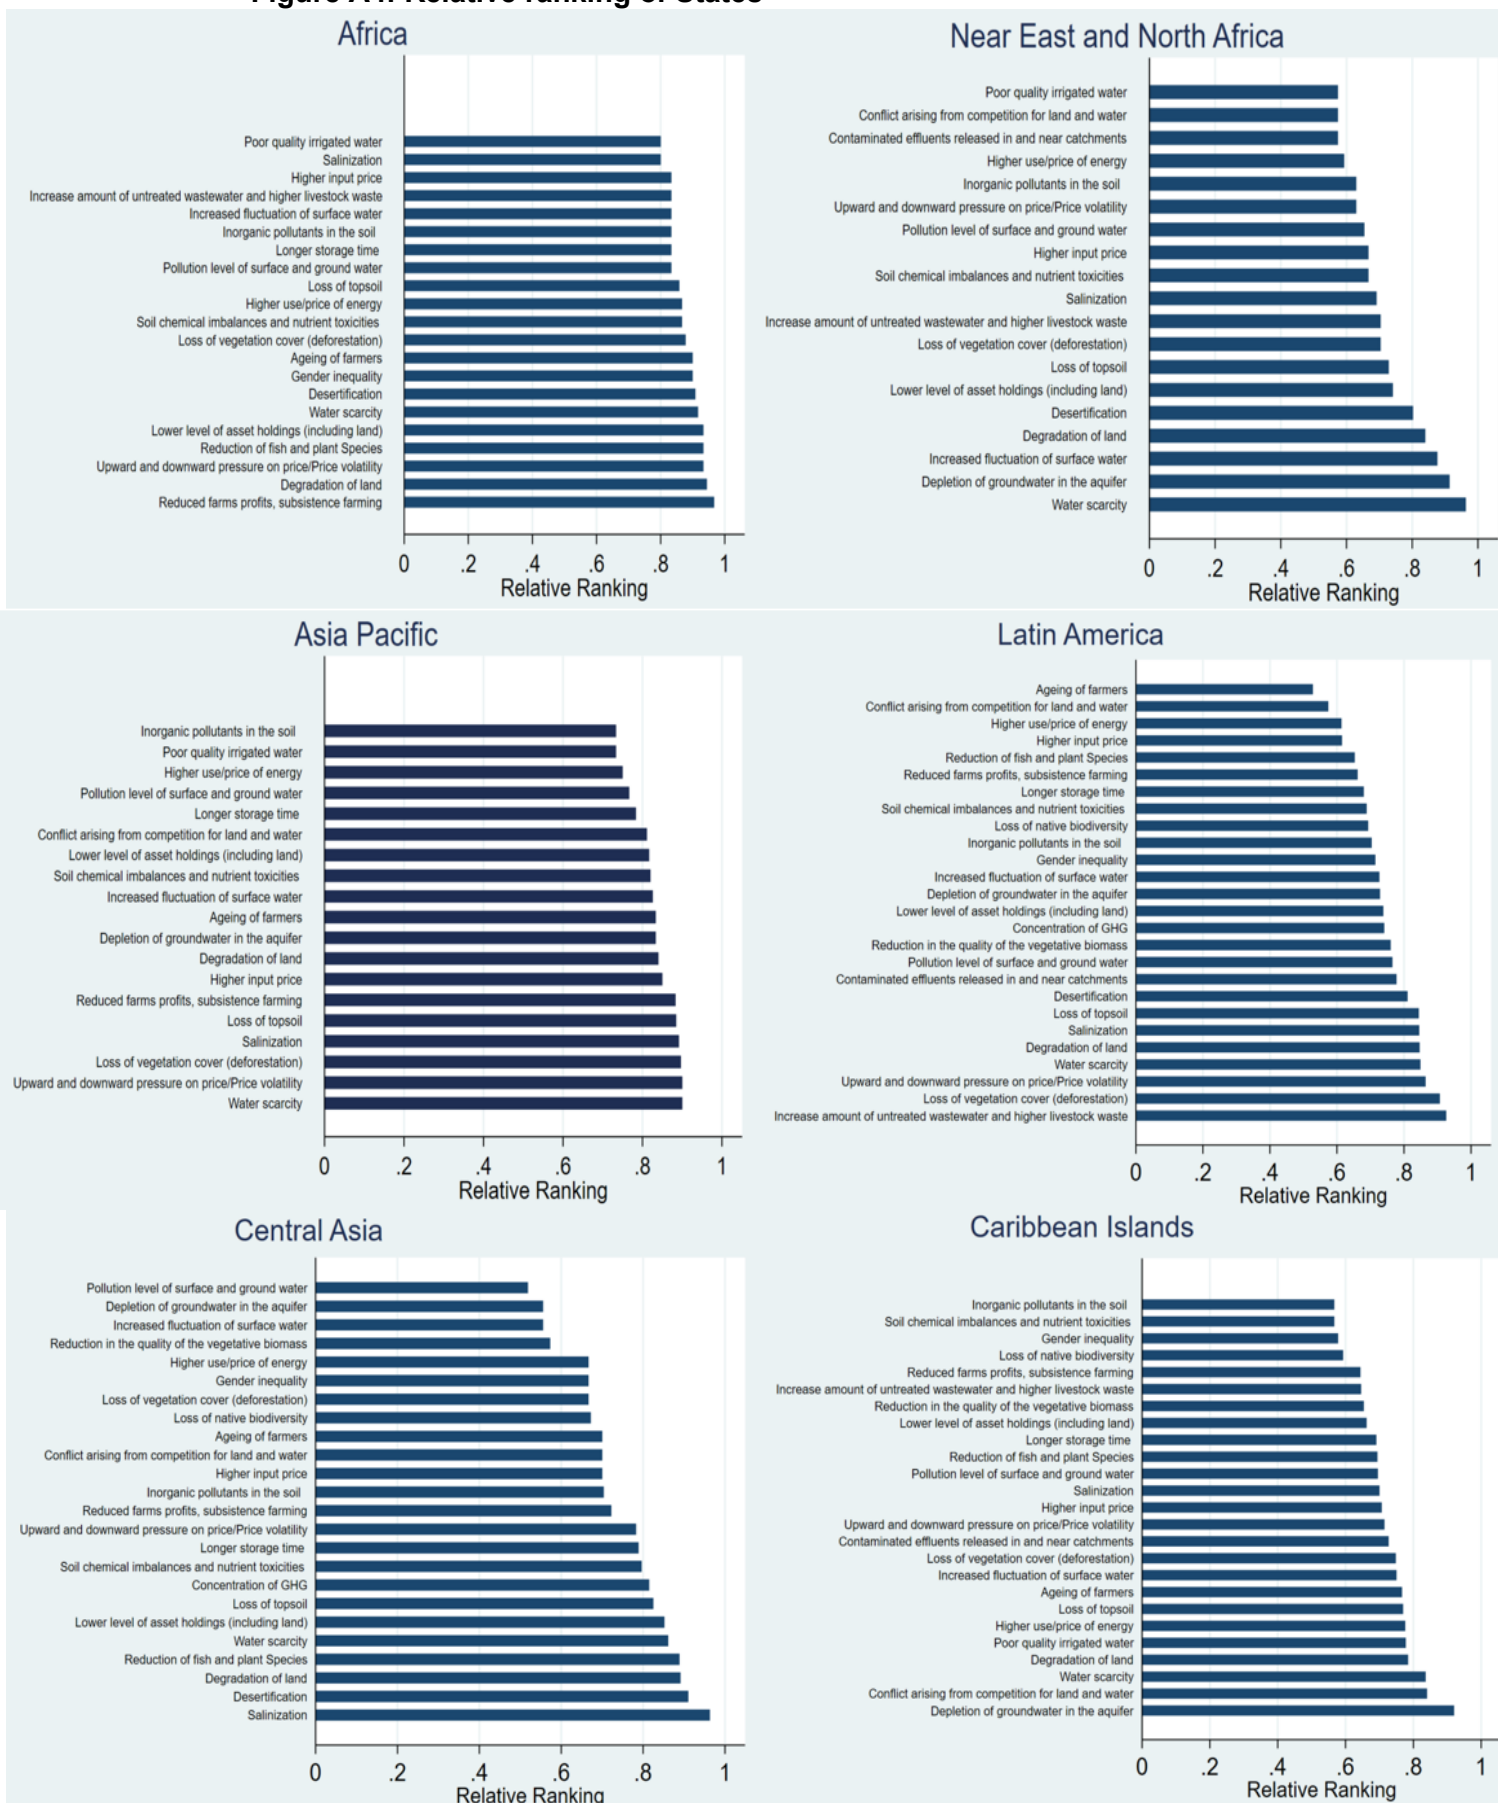 Africa
Poor quality irrigated water
Salinization
Higher input price
Increase amount of untreated wastewater and higher livestock waste
Increased fluctuation of surface water
Inorganic pollutants in the soil
Longer storage time
Pollution level of surface and ground water
Loss of topsoil
Higher use/price of energy
Soil chemical imbalances and nutrient toxicities
Loss of vegetation cover (deforestation)
Ageing of farmers
Gender inequality
Desertification
Water scarcity
Lower level of asset holdings (including land)
Reduction of fish and plant Species
Upward and downward pressure on price/Price volatility
Degradation of land
Reduced farms profits, subsistence farming
0 .2 .4 .6 .8 1
Relative Ranking
Near East and North Africa
Poor quality irrigated water
Conflict arising from competition for land and water
Contaminated effluents released in and near catchments
Higher use/price of energy
Inorganic pollutants in the soil
Upward and downward pressure on price/Price volatility
Pollution level of surface and ground water
Higher input price
Soil chemical imbalances and nutrient toxicities
Salinization
Increase amount of untreated wastewater and higher livestock waste
Loss of vegetation cover (deforestation)
Loss of topsoil
Lower level of asset holdings (including land)
Desertification
Degradation of land
Increased fluctuation of surface water
Depletion of groundwater in the aquifer
Water scarcity
0 .2 .4 .6 .8 1
Relative Ranking
Asia Pacific
Inorganic pollutants in the soil
Poor quality irrigated water
Higher use/price of energy
Pollution level of surface and ground water
Longer storage time
Conflict arising from competition for land and water
Lower level of asset holdings (including land)
Soil chemical imbalances and nutrient toxicities
Increased fluctuation of surface water
Ageing of farmers
Depletion of groundwater in the aquifer
Degradation of land
Higher input price
Reduced farms profits, subsistence farming
Loss of topsoil
Salinization
Loss of vegetation cover (deforestation)
Upward and downward pressure on price/Price volatility
Water scarcity
0 .2 .4 .6 .8 1
Relative Ranking
Latin America
Ageing of farmers
Conflict arising from competition for land and water
Higher use/price of energy
Higher input price
Reduction of fish and plant Species
Reduced farms profits, subsistence farming
Longer storage time
Soil chemical imbalances and nutrient toxicities
Loss of native biodiversity
Inorganic pollutants in the soil
Gender inequality
Increased fluctuation of surface water
Depletion of groundwater in the aquifer
Lower level of asset holdings (including land)
Concentration of GHG
Reduction in the quality of the vegetative biomass
Pollution level of surface and ground water
Contaminated effluents released in and near catchments
Desertification
Loss of topsoil
Salinization
Degradation of land
Water scarcity
Upward and downward pressure on price/Price volatility
Loss of vegetation cover (deforestation)
Increase amount of untreated wastewater and higher livestock waste
0 .2 .4 .6 .8 1
Relative Ranking
Central Asia
Pollution level of surface and ground water
Depletion of groundwater in the aquifer
Increased fluctuation of surface water
Reduction in the quality of the vegetative biomass
Higher use/price of energy
Gender inequality
Loss of vegetation cover (deforestation)
Loss of native biodiversity
Ageing of farmers
Conflict arising from competition for land and water
Higher input price
Inorganic pollutants in the soil
Reduced farms profits, subsistence farming
Upward and downward pressure on price/Price volatility
Longer storage time
Soil chemical imbalances and nutrient toxicities
Concentration of GHG
Loss of topsoil
Lower level of asset holdings (including land)
Water scarcity
Reduction of fish and plant Species
Degradation of land
Desertification
Salinization
0 .2 .4 .6 .8 1
Relative Ranking
Caribbean Islands
Inorganic pollutants in the soil
Soil chemical imbalances and nutrient toxicities
Gender inequality
Loss of native biodiversity
Reduced farms profits, subsistence farming
Increase amount of untreated wastewater and higher livestock waste
Reduction in the quality of the vegetative biomass
Lower level of asset holdings (including land)
Longer storage time
Reduction of fish and plant Species
Pollution level of surface and ground water
Salinization
Higher input price
Upward and downward pressure on price/Price volatility
Contaminated effluents released in and near catchments
Loss of vegetation cover (deforestation)
Increased fluctuation of surface water
Ageing of farmers
Loss of topsoil
Higher use/price of energy
Poor quality irrigated water
Degradation of land
Water scarcity
Conflict arising from competition for land and water
Depletion of groundwater in the aquifer
0 .2 .4 .6 .8 1
Relative Ranking